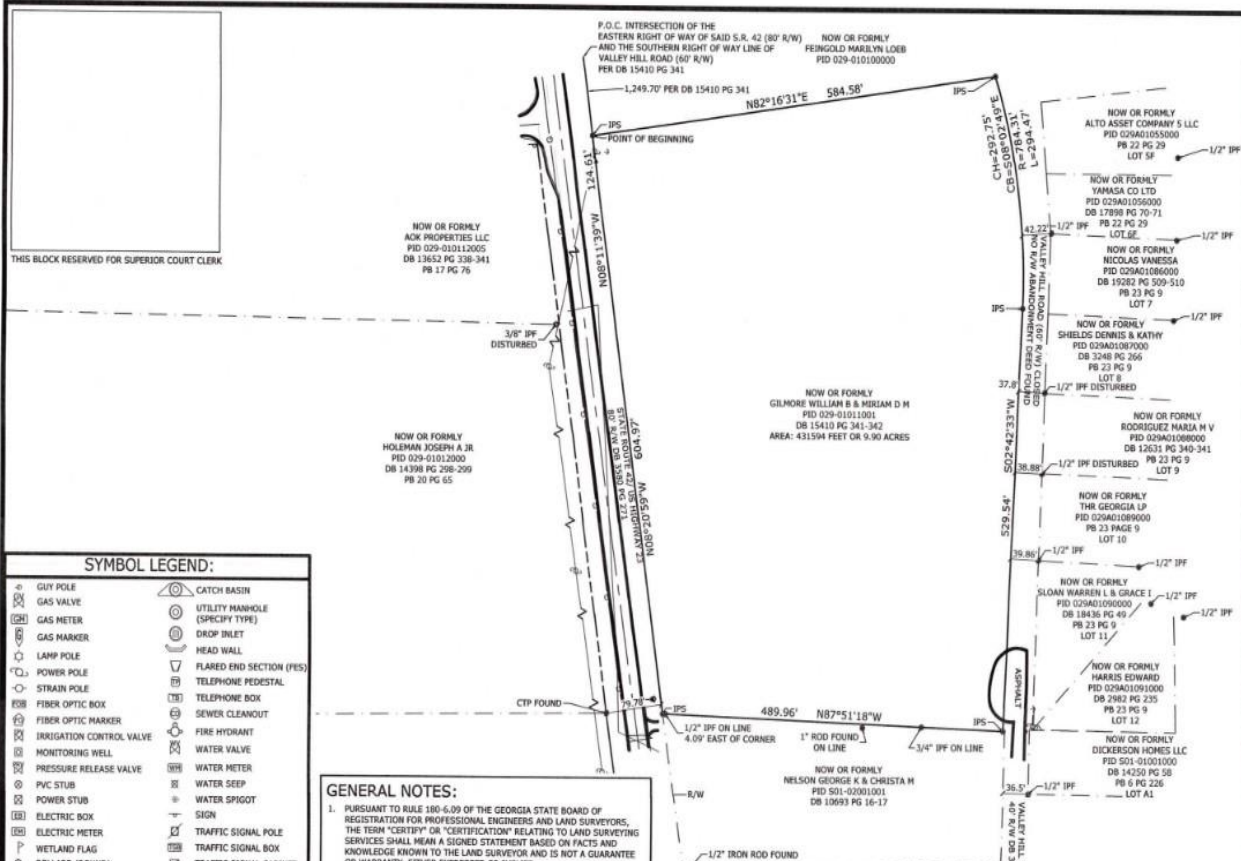 P.O.C. INTERSECTION OF THE
EASTERN RIGHT OF WAY OF SAID S.R. 42 (80' R/W)
AND THE SOUTHERN RIGHT OF WAY LINE OF
VALLEY HILL ROAD (60' R/W)
PER DB 15410 PG 341
1,249.70' PER DB 15410 PG 341
NOW OR FORMLY
FEINGOLD MARILYN LOEB
PID 029-010100000
N82°16'31"E 584.58'
IPS
IPS
POINT OF BEGINNING
124.61'
N08°11'39"W
CH=292.75'
CB=S08°02'49"E
R=784.31'
L=294.47'
NOW OR FORMLY
ALTO ASSET COMPANY 5 LLC
PID 029A01055000
PB 22 PG 29
LOT 5F
1/2" IPF
NOW OR FORMLY
YAMASA CO LTD
PID 029A01056000
DB 17898 PG 70-71
PB 22 PG 29
LOT 6F
42.22'
1/2" IPF
1/2" IPF
NOW OR FORMLY
NICOLAS VANESSA
PID 029A01086000
DB 19282 PG 509-510
PB 23 PG 9
LOT 7
VALLEY HILL ROAD (60' R/W) CLOSED
NO R/W ABANDONMENT DEED FOUND
IPS
1/2" IPF
NOW OR FORMLY
SHIELDS DENNIS & KATHY
PID 029A01087000
DB 3248 PG 266
PB 23 PG 9
LOT 8
37.8'
1/2" IPF DISTURBED
THIS BLOCK RESERVED FOR SUPERIOR COURT CLERK
NOW OR FORMLY
AOK PROPERTIES LLC
PID 029-010112005
DB 13652 PG 338-341
PB 17 PG 76
3/8" IPF
DISTURBED
NOW OR FORMLY
GILMORE WILLIAM B & MIRIAM D M
PID 029-01011001
DB 15410 PG 341-342
AREA: 431594 FEET OR 9.90 ACRES
NOW OR FORMLY
HOLEMAN JOSEPH A JR
PID 029-01012000
DB 14398 PG 298-299
PB 20 PG 65
STATE ROUTE 42/ US HIGHWAY 23
80' R/W DB 3580 PG 271
N08°20'59"W 604.97'
S02°42'33"W
529.54'
NOW OR FORMLY
RODRIGUEZ MARIA M V
PID 029A01088000
DB 12631 PG 340-341
PB 23 PG 9
LOT 9
38.88'
1/2" IPF DISTURBED
NOW OR FORMLY
THR GEORGIA LP
PID 029A01089000
PB 23 PAGE 9
LOT 10
39.86'
1/2" IPF
1/2" IPF
NOW OR FORMLY
SLOAN WARREN L & GRACE I
PID 029A01090000
DB 18436 PG 49
PB 23 PG 9
LOT 11
1/2" IPF
1/2" IPF
NOW OR FORMLY
HARRIS EDWARD
PID 029A01091000
DB 2982 PG 235
PB 23 PG 9
LOT 12
ASPHALT
NOW OR FORMLY
DICKERSON HOMES LLC
PID S01-01001000
DB 14250 PG 58
PB 6 PG 226
LOT A1
36.5'
1/2" IPF
VALLEY HILL
40' R/W DB 3
CTP FOUND
79.78'
IPS
1/2" IPF ON LINE
4.09' EAST OF CORNER
489.96' N87°51'18"W
1" ROD FOUND
ON LINE
3/4" IPF ON LINE
IPS
NOW OR FORMLY
NELSON GEORGE K & CHRISTA M
PID S01-02001001
DB 10693 PG 16-17
R/W
1/2" IRON ROD FOUND
SYMBOL LEGEND:
GUY POLE
GAS VALVE
GM GAS METER
GAS MARKER
LAMP POLE
POWER POLE
STRAIN POLE
FOB FIBER OPTIC BOX
FO FIBER OPTIC MARKER
IRRIGATION CONTROL VALVE
MONITORING WELL
PRESSURE RELEASE VALVE
PVC STUB
POWER STUB
EB ELECTRIC BOX
EM ELECTRIC METER
WETLAND FLAG
CATCH BASIN
UTILITY MANHOLE
(SPECIFY TYPE)
DROP INLET
HEAD WALL
FLARED END SECTION (FES)
TP TELEPHONE PEDESTAL
TB TELEPHONE BOX
CO SEWER CLEANOUT
FIRE HYDRANT
WATER VALVE
WM WATER METER
WATER SEEP
WATER SPIGOT
SIGN
TRAFFIC SIGNAL POLE
TSB TRAFFIC SIGNAL BOX
GENERAL NOTES:
1. PURSUANT TO RULE 180-6.09 OF THE GEORGIA STATE BOARD OF
REGISTRATION FOR PROFESSIONAL ENGINEERS AND LAND SURVEYORS,
THE TERM "CERTIFY" OR "CERTIFICATION" RELATING TO LAND SURVEYING
SERVICES SHALL MEAN A SIGNED STATEMENT BASED ON FACTS AND
KNOWLEDGE KNOWN TO THE LAND SURVEYOR AND IS NOT A GUARANTEE